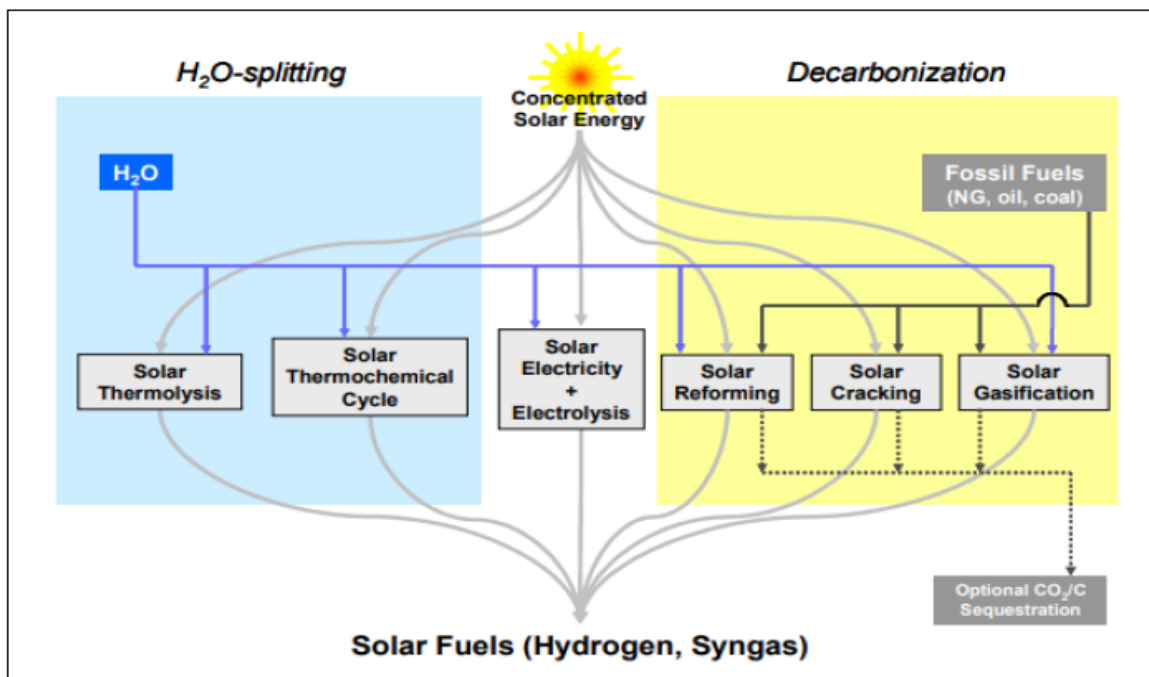 H₂O-splitting
Concentrated
Solar Energy
Decarbonization
H₂O
Fossil Fuels
(NG, oil, coal)
Solar
Thermolysis
Solar
Thermochemical
Cycle
Solar
Electricity
+
Electrolysis
Solar
Reforming
Solar
Cracking
Solar
Gasification
Optional CO₂/C
Sequestration
Solar Fuels (Hydrogen, Syngas)